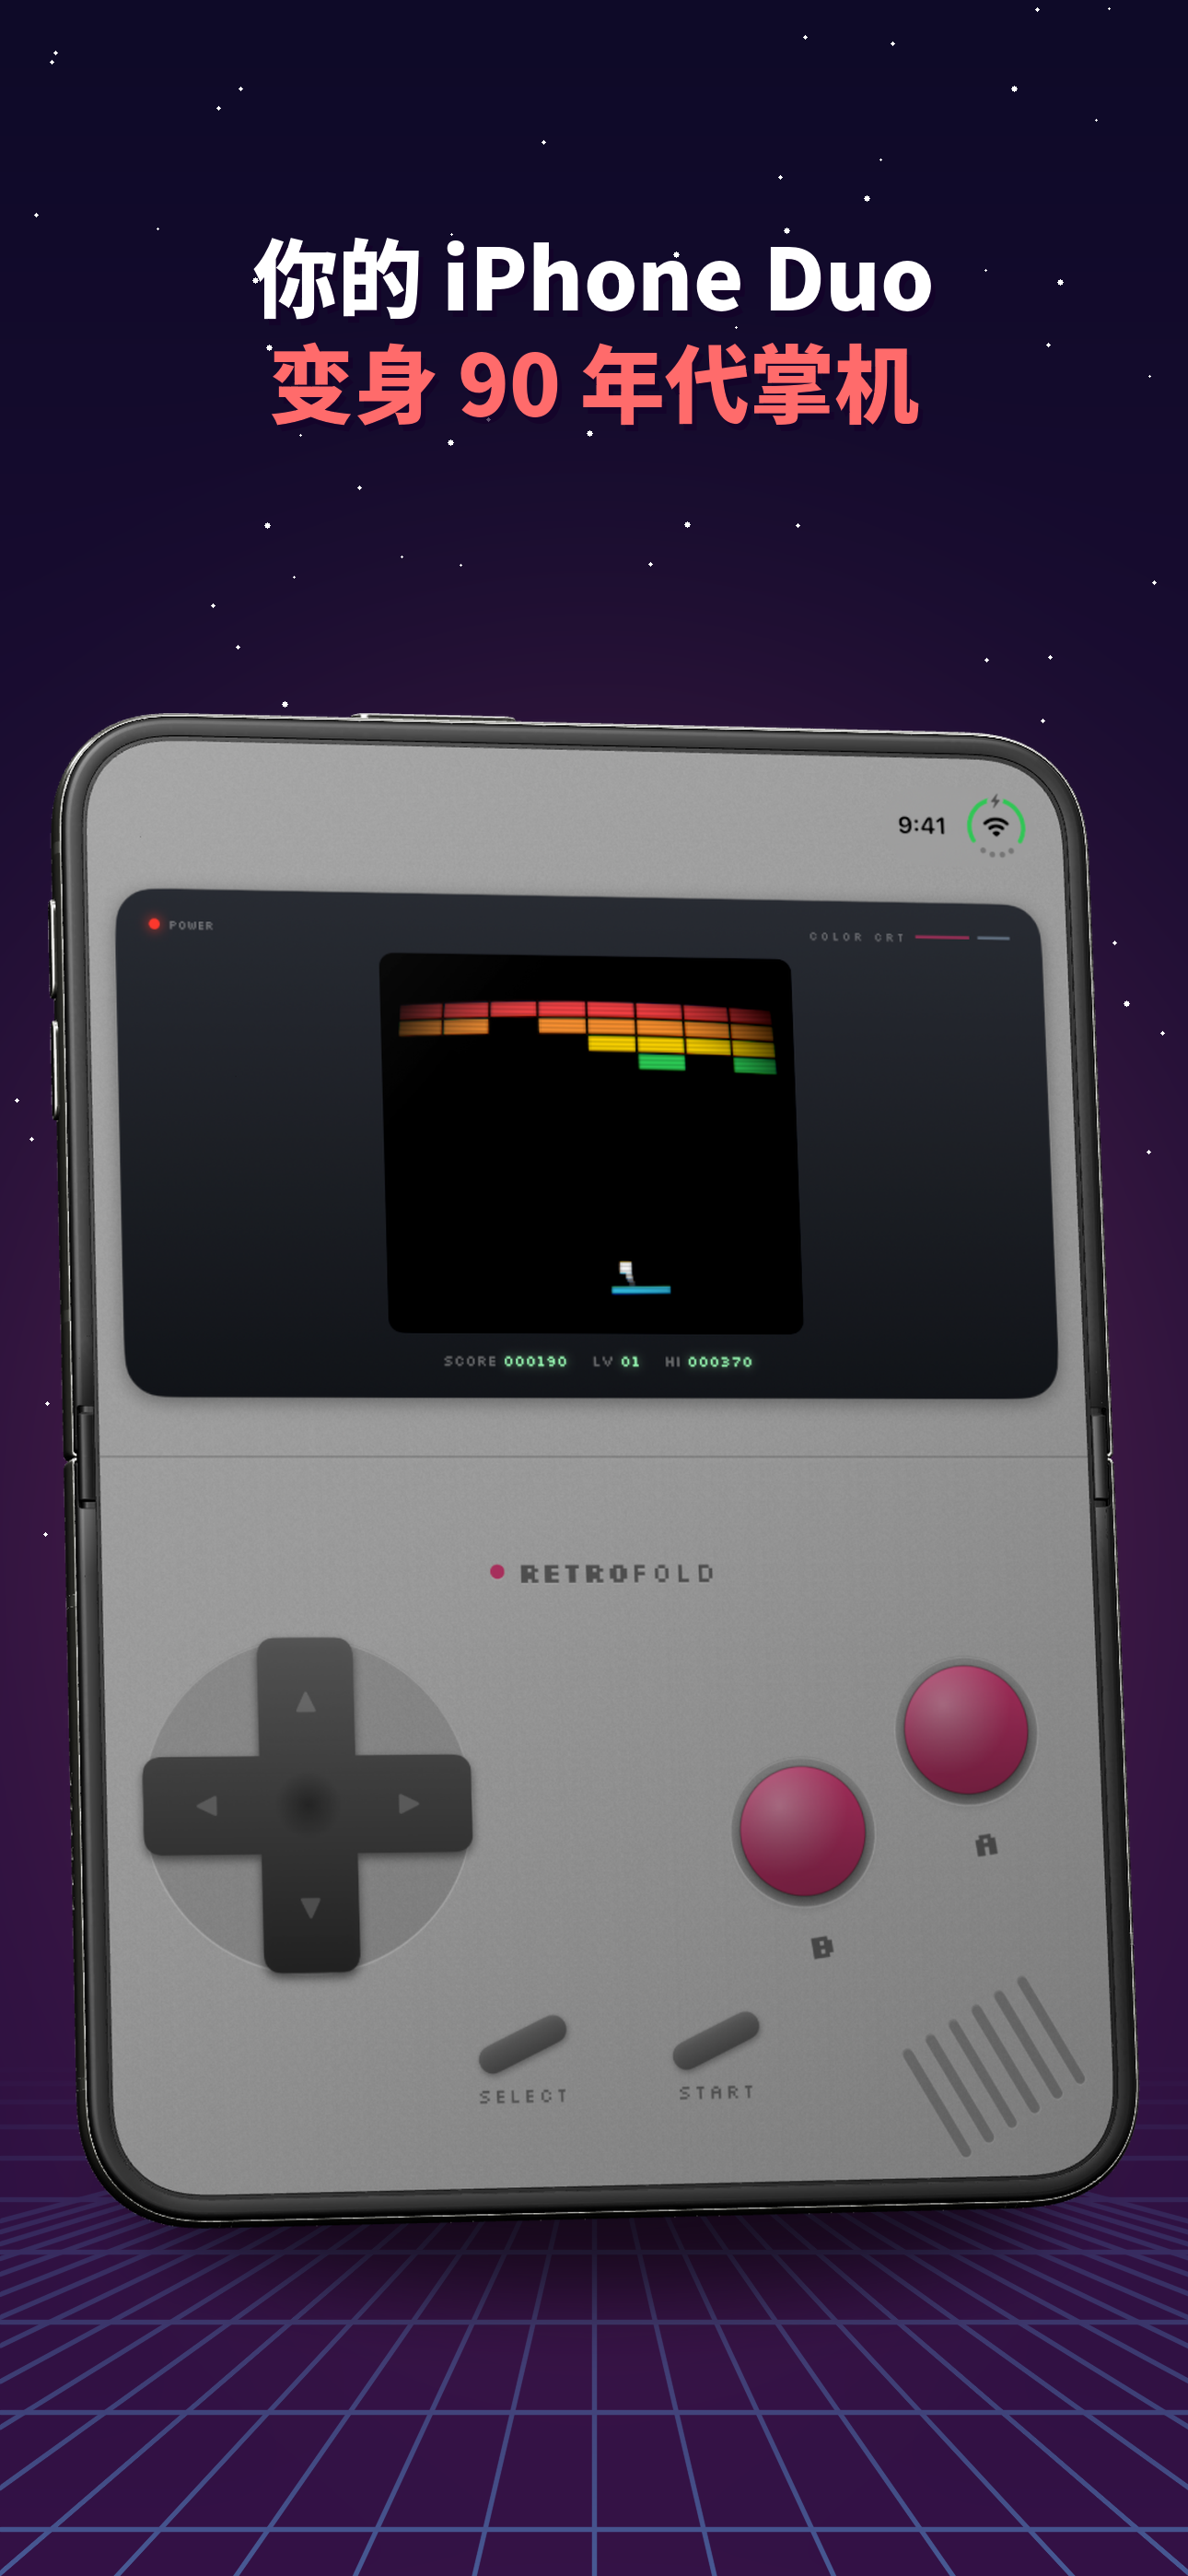 你的 iPhone Duo
变身 90 年代掌机
9:41
POWER
COLOR CRT
SCORE 000190 LV 01 HI 000370
RETROFOLD
A
B
SELECT
START